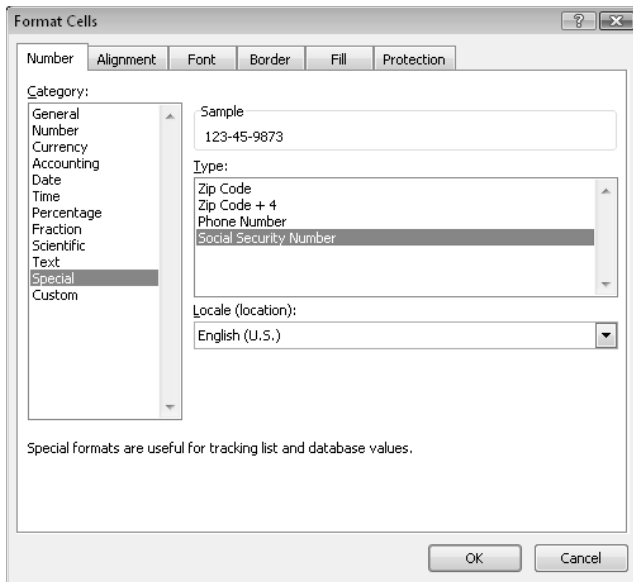 Format Cells
Number Alignment Font Border Fill Protection
Category:
General
Number
Currency
Accounting
Date
Time
Percentage
Fraction
Scientific
Text
Special
Custom
Sample
123-45-9873
Type:
Zip Code
Zip Code + 4
Phone Number
Social Security Number
Locale (location):
English (U.S.)
Special formats are useful for tracking list and database values.
OK Cancel